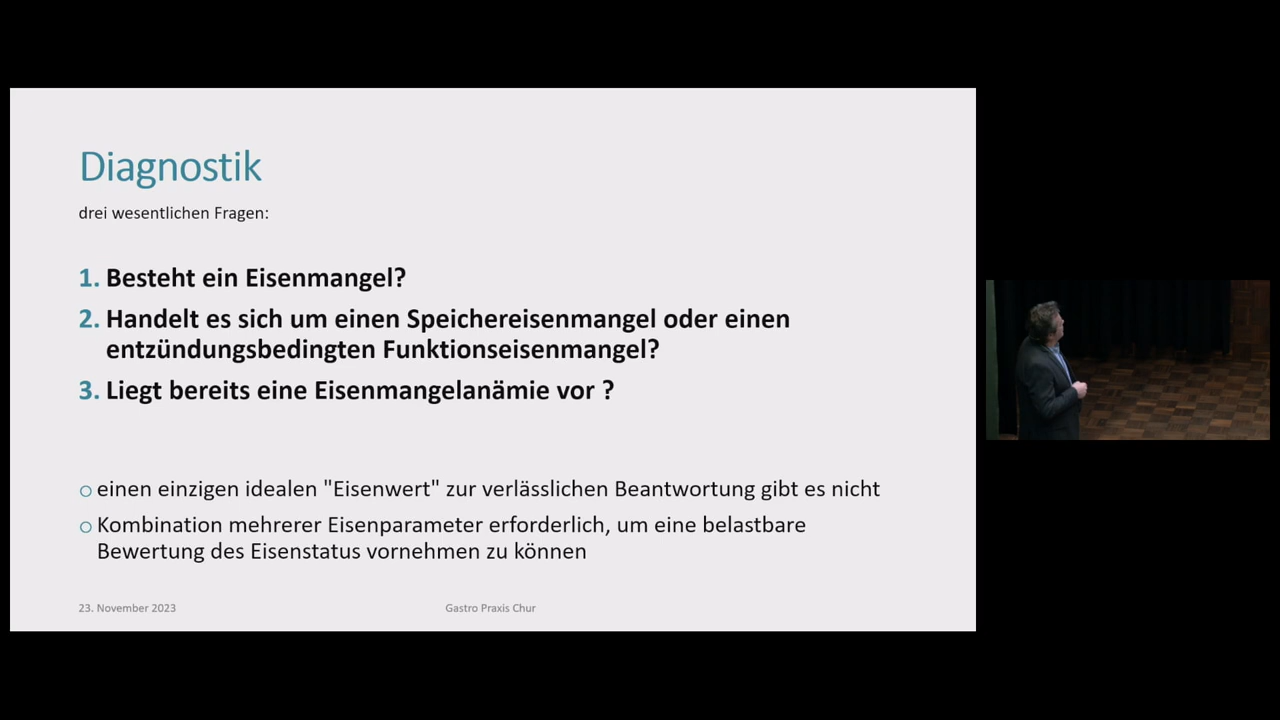 Diagnostik
drei wesentlichen Fragen:
1. Besteht ein Eisenmangel?
2. Handelt es sich um einen Speichereisenmangel oder einen
entzündungsbedingten Funktionseisenmangel?
3. Liegt bereits eine Eisenmangelanämie vor ?
○ einen einzigen idealen "Eisenwert" zur verlässlichen Beantwortung gibt es nicht
○ Kombination mehrerer Eisenparameter erforderlich, um eine belastbare
Bewertung des Eisenstatus vornehmen zu können
23. November 2023
Gastro Praxis Chur